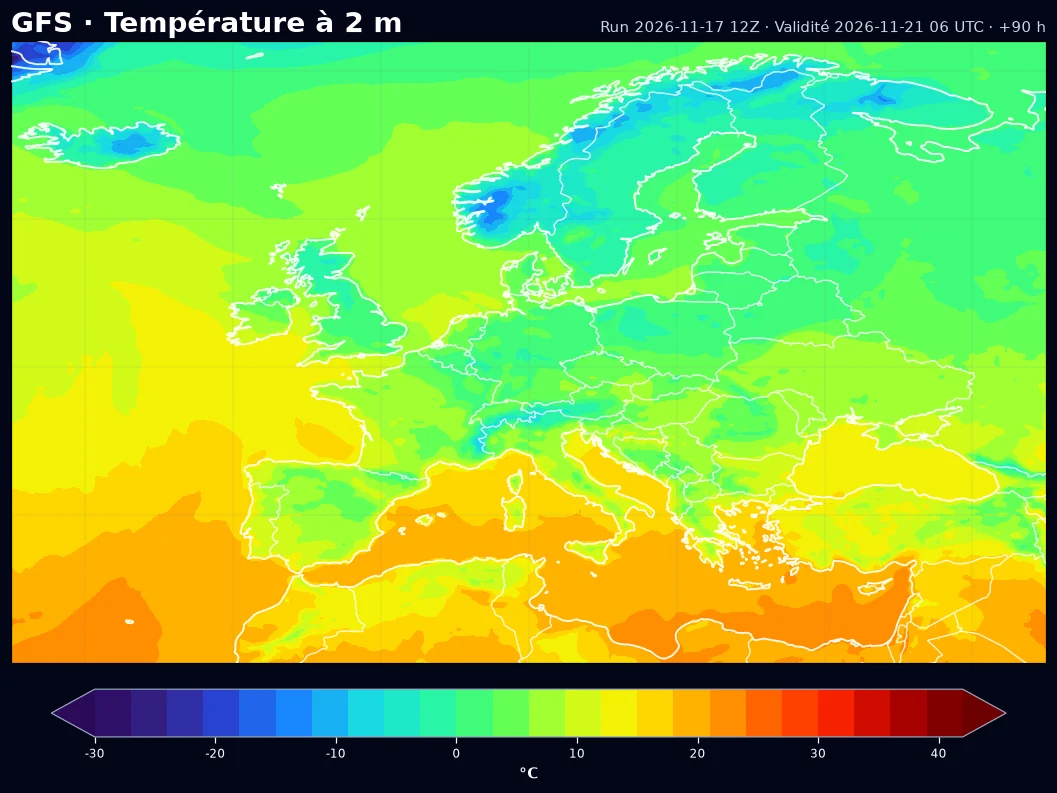 GFS · Température à 2 m
Run 2026-11-17 12Z · Validité 2026-11-21 06 UTC · +90 h
-30 -20 -10 0 10 20 30 40
°C